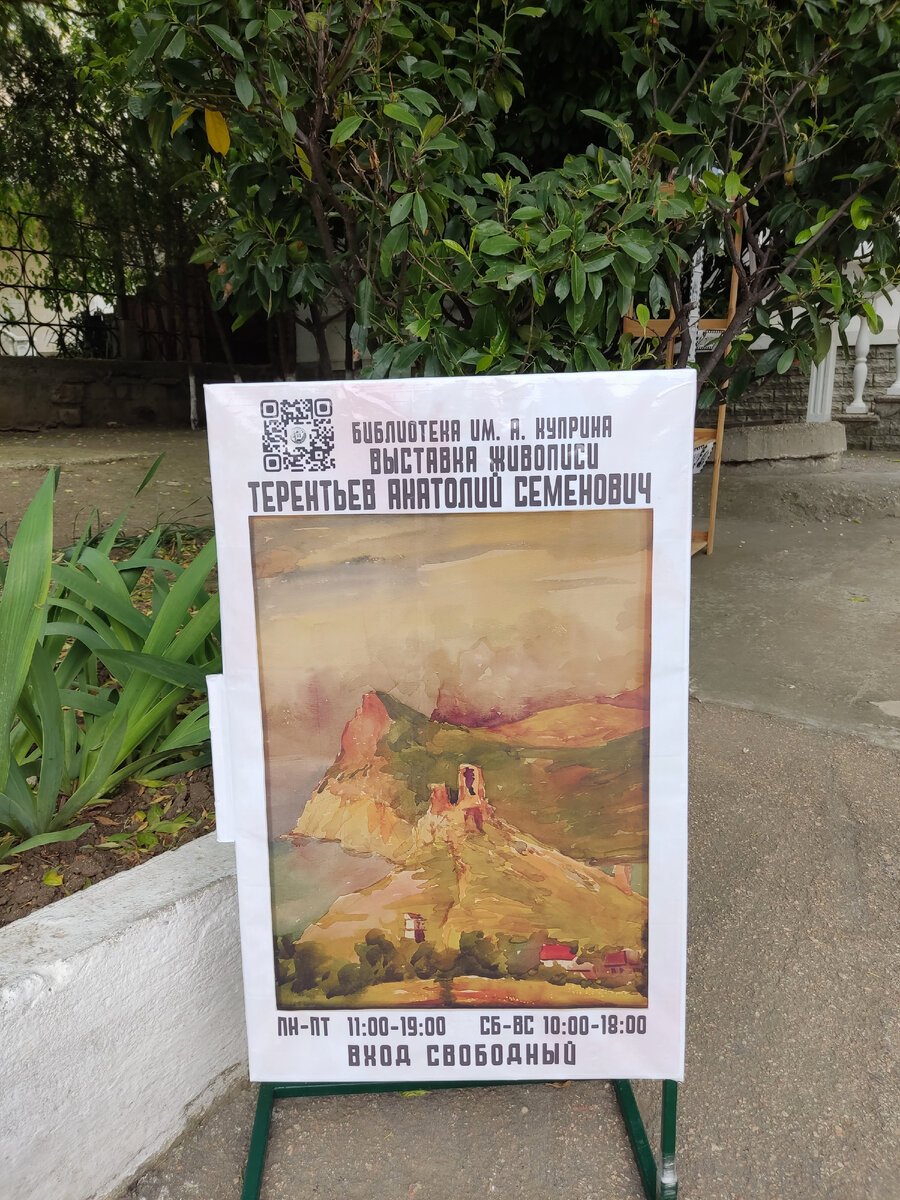 БИБЛИОТЕКА ИМ. А. КУПРИНА
ВЫСТАВКА ЖИВОПИСИ
ТЕРЕНТЬЕВ АНАТОЛИЙ СЕМЕНОВИЧ
ПН-ПТ 11:00-19:00 СБ-ВС 10:00-18:00
ВХОД СВОБОДНЫЙ